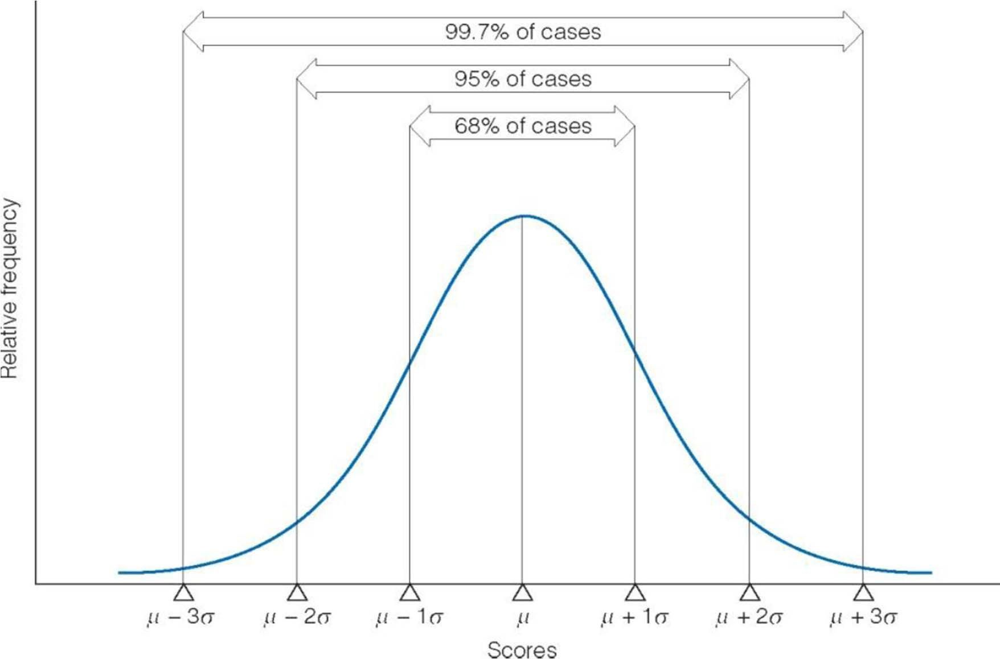 99.7% of cases
95% of cases
68% of cases
Relative frequency
μ – 3σ μ – 2σ μ – 1σ μ μ + 1σ μ + 2σ μ + 3σ
Scores